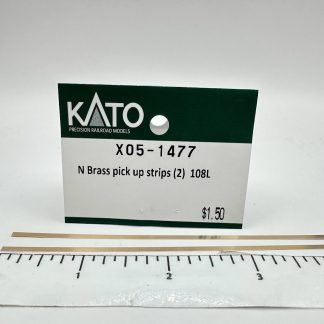 KATO
PRECISION RAILROAD MODELS
X05-1477
N Brass pick up strips (2) 108L
$1.50
1 2 3